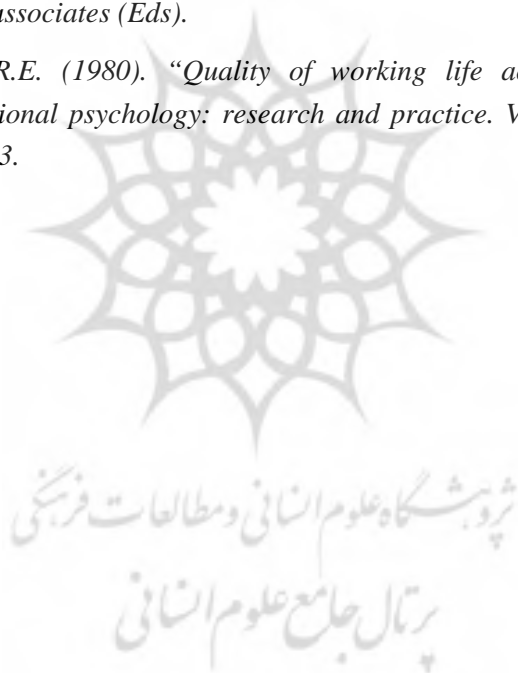 associates (Eds).
R.E. (1980). “Quality of working life ac
ional psychology: research and practice. V
3.
پژوهشگاه علوم انسانی و مطالعات فرهنگی
پرتال جامع علوم انسانی